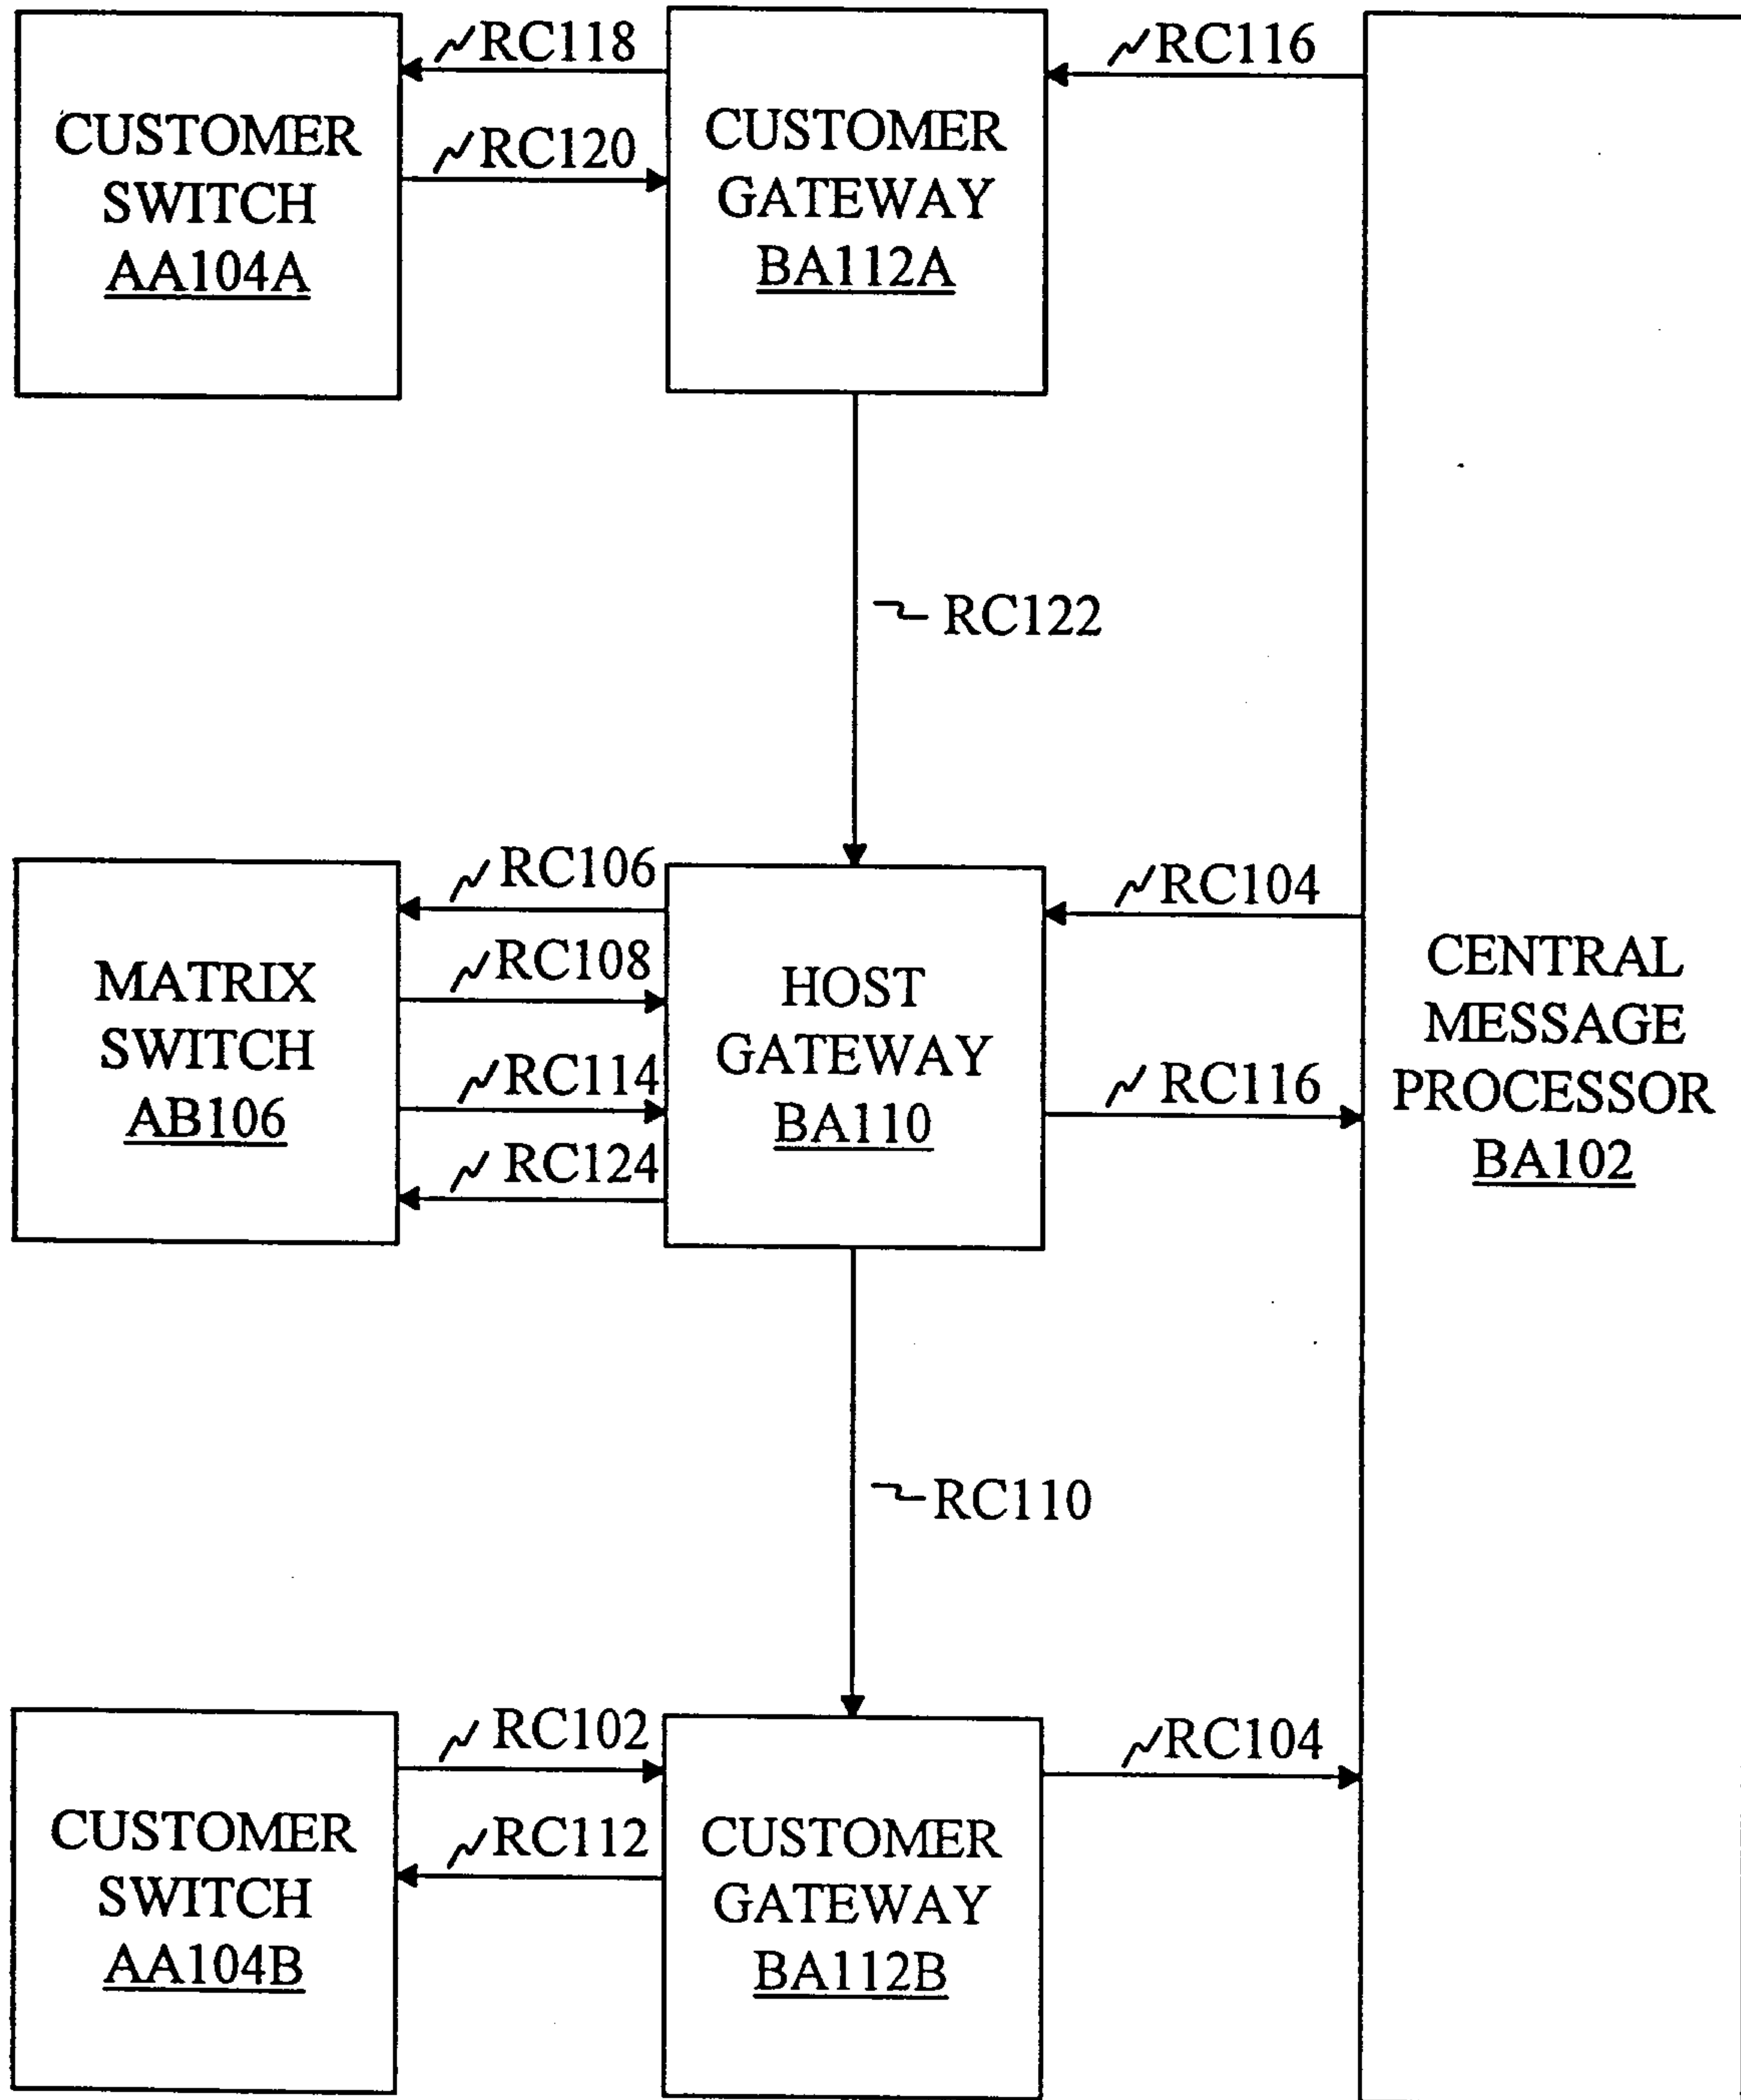 RC118
RC116
CUSTOMER
SWITCH
AA104A
RC120
CUSTOMER
GATEWAY
BA112A
RC122
RC106
RC104
MATRIX
SWITCH
AB106
RC108
RC114
RC124
HOST
GATEWAY
BA110
RC116
CENTRAL
MESSAGE
PROCESSOR
BA102
RC110
RC102
RC104
CUSTOMER
SWITCH
AA104B
RC112
CUSTOMER
GATEWAY
BA112B